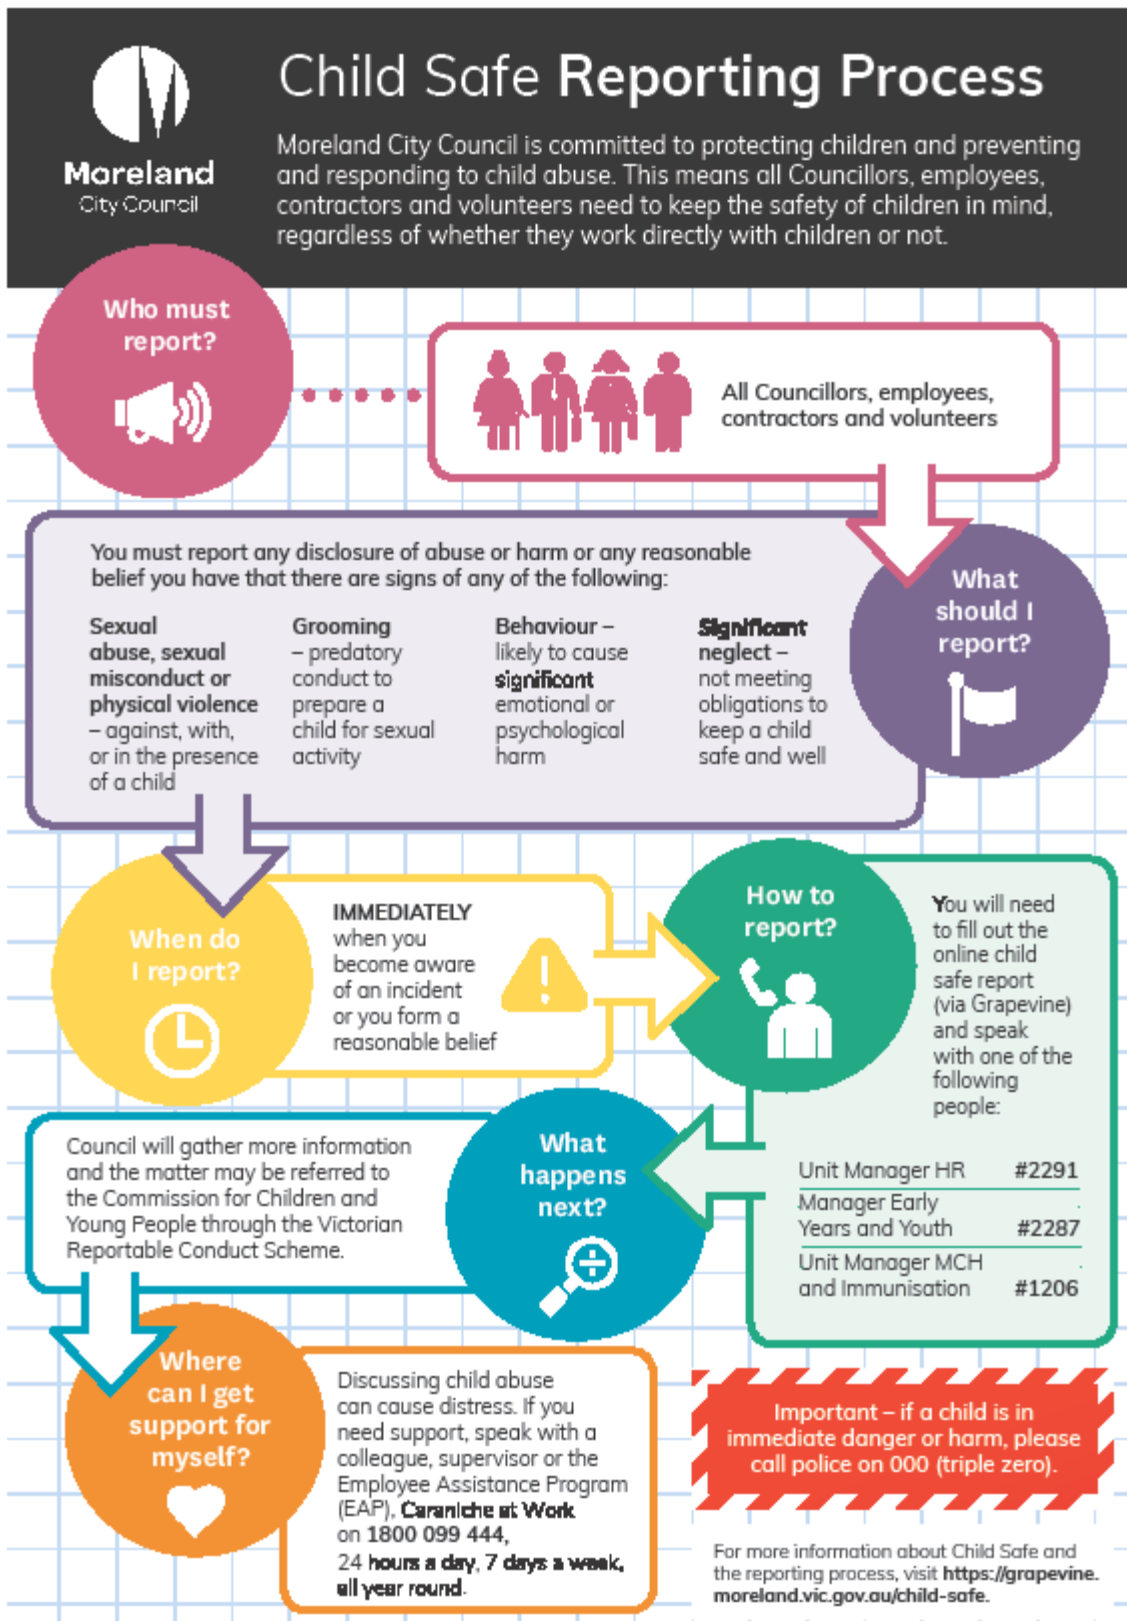 Moreland
City Council
Child Safe Reporting Process
Moreland City Council is committed to protecting children and preventing
and responding to child abuse. This means all Councillors, employees,
contractors and volunteers need to keep the safety of children in mind,
regardless of whether they work directly with children or not.
Who must
report?
All Councillors, employees,
contractors and volunteers
What
should I
report?
You must report any disclosure of abuse or harm or any reasonable
belief you have that there are signs of any of the following:
Sexual
abuse, sexual
misconduct or
physical violence
– against, with,
or in the presence
of a child
Grooming
– predatory
conduct to
prepare a
child for sexual
activity
Behaviour –
likely to cause
significant
emotional or
psychological
harm
Significant
neglect –
not meeting
obligations to
keep a child
safe and well
When do
I report?
IMMEDIATELY
when you
become aware
of an incident
or you form a
reasonable belief
How to
report?
You will need
to fill out the
online child
safe report
(via Grapevine)
and speak
with one of the
following
people:
Unit Manager HR #2291
Manager Early
Years and Youth #2287
Unit Manager MCH
and Immunisation #1206
What
happens
next?
Council will gather more information
and the matter may be referred to
the Commission for Children and
Young People through the Victorian
Reportable Conduct Scheme.
Where
can I get
support for
myself?
Discussing child abuse
can cause distress. If you
need support, speak with a
colleague, supervisor or the
Employee Assistance Program
(EAP), Caraniche at Work
on 1800 099 444,
24 hours a day, 7 days a week,
all year round.
Important – if a child is in
immediate danger or harm, please
call police on 000 (triple zero).
For more information about Child Safe and
the reporting process, visit https://grapevine.
moreland.vic.gov.au/child-safe.